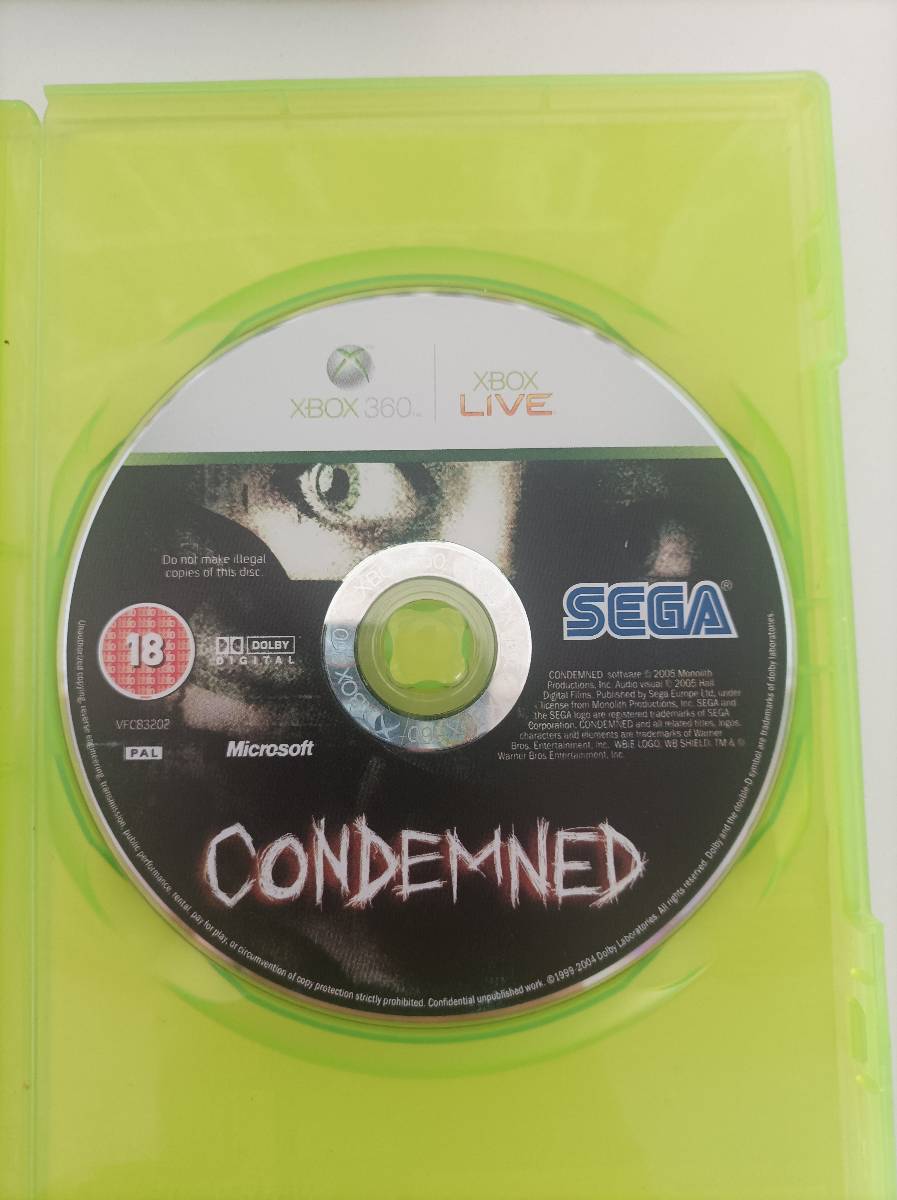 XBOX 360™
XBOX
LIVE
Do not make illegal
copies of this disc.
18
DOLBY
DIGITAL
VFC83202
PAL
Microsoft
SEGA®
CONDEMNED software © 2005 Monolith
Productions, Inc. Audio visual © 2005 Hall
Digital Films. Published by Sega Europe Ltd, under
license from Monolith Productions, Inc. SEGA and
the SEGA logo are registered trademarks of SEGA
Corporation. CONDEMNED and all related titles, logos,
characters and elements are trademarks of Warner
Bros. Entertainment, Inc. WBIE LOGO, WB SHIELD: TM & ©
Warner Bros Entertainment, Inc.
CONDEMNED
Unauthorized copying, reverse engineering, transmission, public performance, rental, pay for play, or circumvention of copy protection strictly prohibited. Confidential unpublished work. ©1999-2004 Dolby Laboratories. All rights reserved. Dolby and the double-D symbol are trademarks of dolby laboratories.